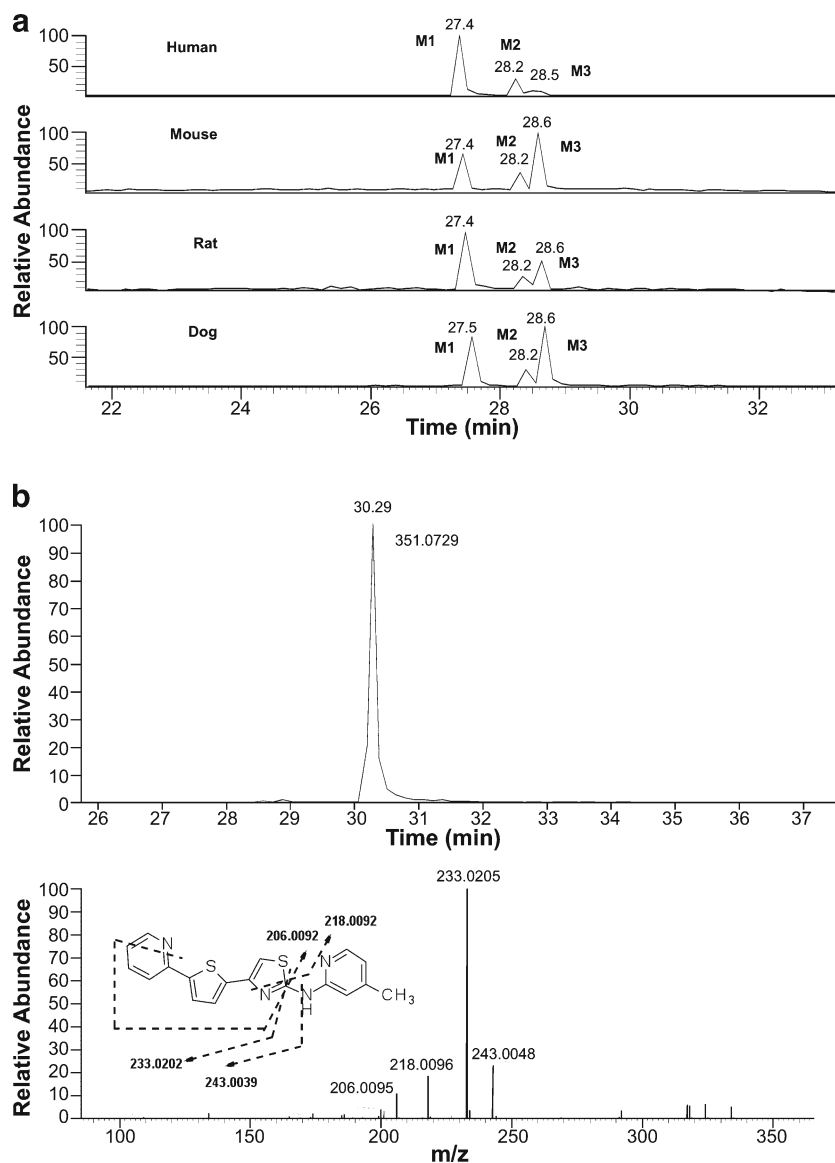 a
Relative Abundance
Human
100
50
M1
27.4
M2
28.2
28.5
M3
Mouse
100
50
M1
27.4
M2
28.2
28.6
M3
Rat
100
50
M1
27.4
M2
28.2
28.6
M3
Dog
100
50
M1
27.5
M2
28.2
28.6
M3
22 24 26 28 30 32
Time (min)
b
Relative Abundance
100
90
80
70
60
50
40
30
20
10
0
30.29
351.0729
26 27 28 29 30 31 32 33 34 35 36 37
Time (min)
Relative Abundance
100
90
80
70
60
50
40
30
20
10
0
233.0205
206.0092
218.0092
N
S
S
N
N
N
H
CH3
233.0202
243.0039
206.0095
218.0096
243.0048
100 150 200 250 300 350
m/z